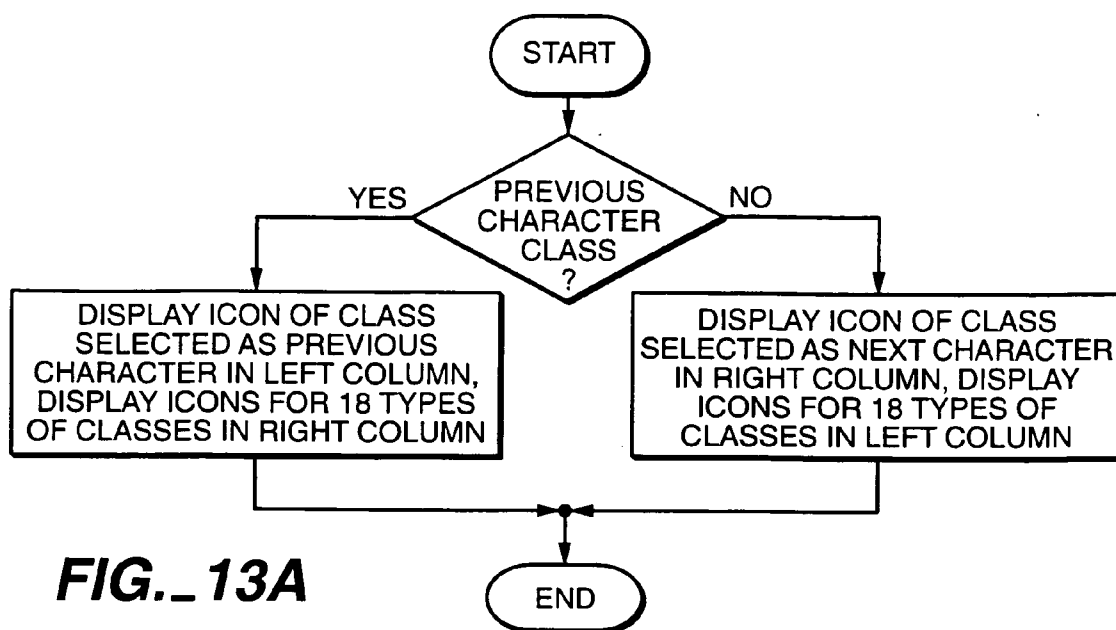 START
PREVIOUS
CHARACTER
CLASS
?
YES
NO
DISPLAY ICON OF CLASS
SELECTED AS PREVIOUS
CHARACTER IN LEFT COLUMN,
DISPLAY ICONS FOR 18 TYPES
OF CLASSES IN RIGHT COLUMN
DISPLAY ICON OF CLASS
SELECTED AS NEXT CHARACTER
IN RIGHT COLUMN, DISPLAY
ICONS FOR 18 TYPES OF
CLASSES IN LEFT COLUMN
END
FIG._13A